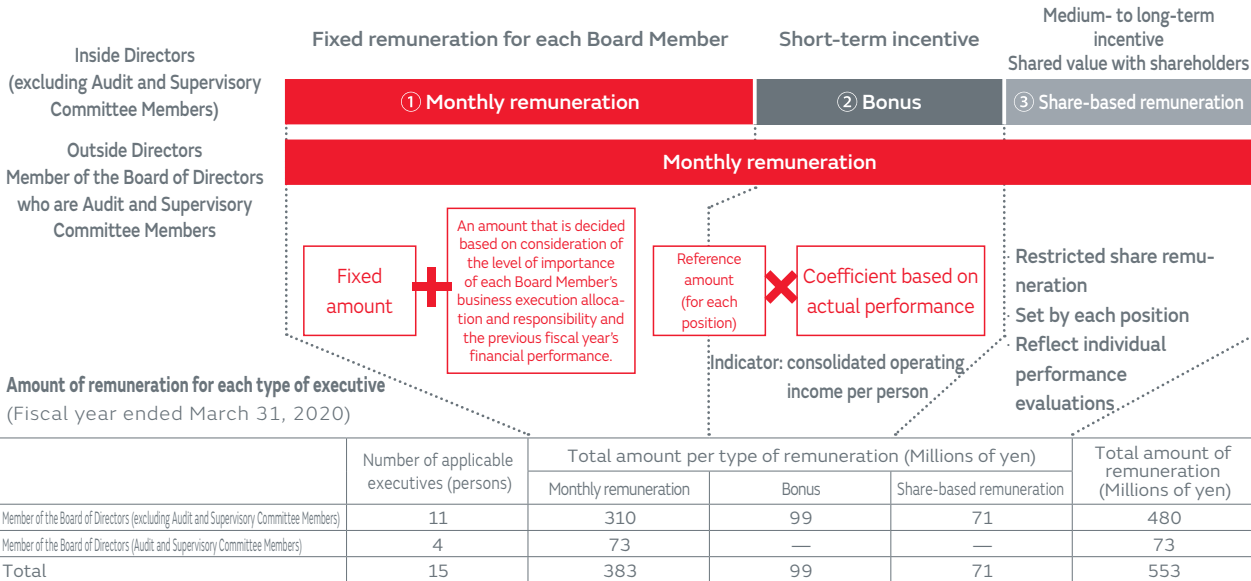 Fixed remuneration for each Board Member
Short-term incentive
Medium- to long-term
incentive
Shared value with shareholders
Inside Directors
(excluding Audit and Supervisory
Committee Members)
① Monthly remuneration
② Bonus
③ Share-based remuneration
Outside Directors
Member of the Board of Directors
who are Audit and Supervisory
Committee Members
Monthly remuneration
Fixed
amount
An amount that is decided
based on consideration of
the level of importance
of each Board Member's
business execution alloca-
tion and responsibility and
the previous fiscal year's
financial performance.
Reference
amount
(for each
position)
Coefficient based on
actual performance
Indicator: consolidated operating
income per person
· Restricted share remu-
neration
· Set by each position
· Reflect individual
performance
evaluations
Amount of remuneration for each type of executive
(Fiscal year ended March 31, 2020)
Number of applicable
executives (persons)
Total amount per type of remuneration (Millions of yen)
Total amount of
remuneration
(Millions of yen)
Monthly remuneration Bonus Share-based remuneration
Member of the Board of Directors (excluding Audit and Supervisory Committee Members) 11 310 99 71 480
Member of the Board of Directors (Audit and Supervisory Committee Members) 4 73 — — 73
Total 15 383 99 71 553